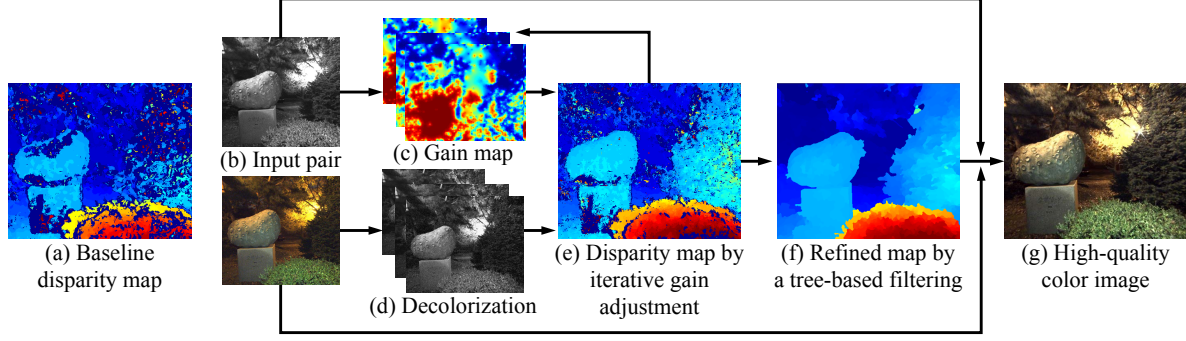 (a) Baseline
disparity map
(b) Input pair
(c) Gain map
(d) Decolorization
(e) Disparity map by
iterative gain
adjustment
(f) Refined map by
a tree-based filtering
(g) High-quality
color image